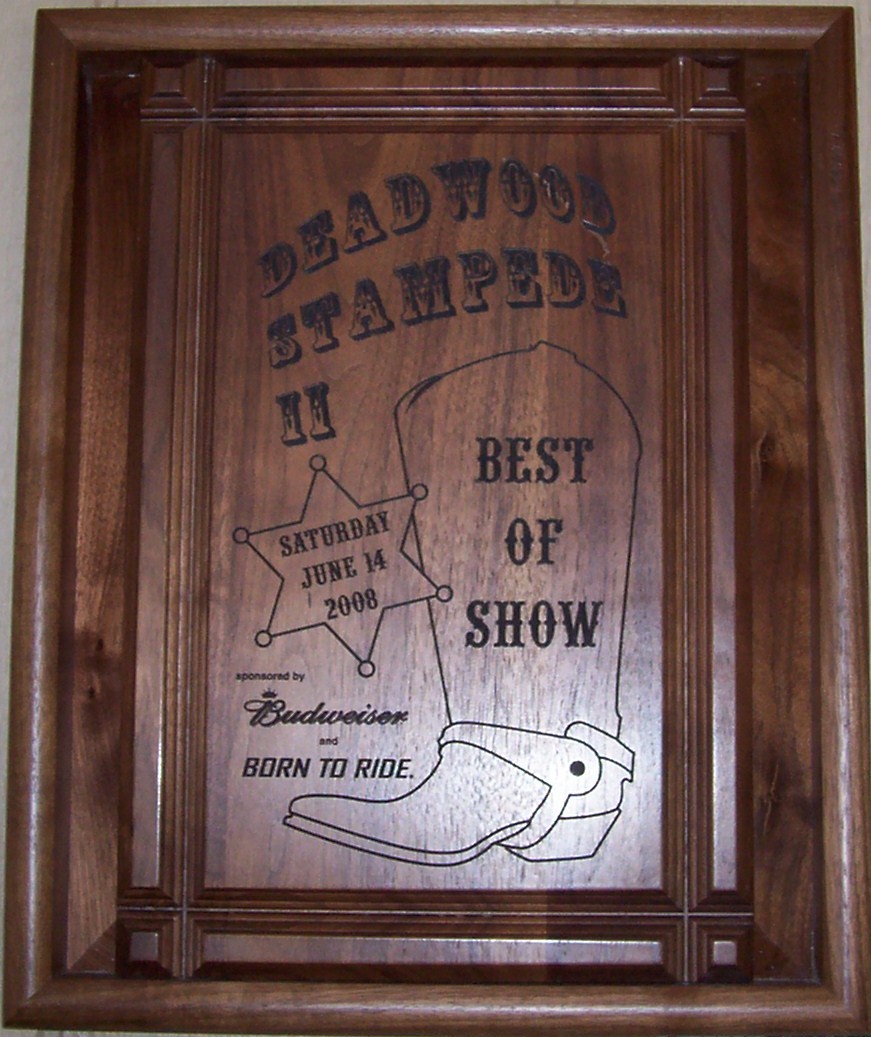 DEADWOOD
STAMPEDE
II
BEST
OF
SHOW
SATURDAY
JUNE 14
2008
sponsored by
Budweiser
and
BORN TO RIDE.